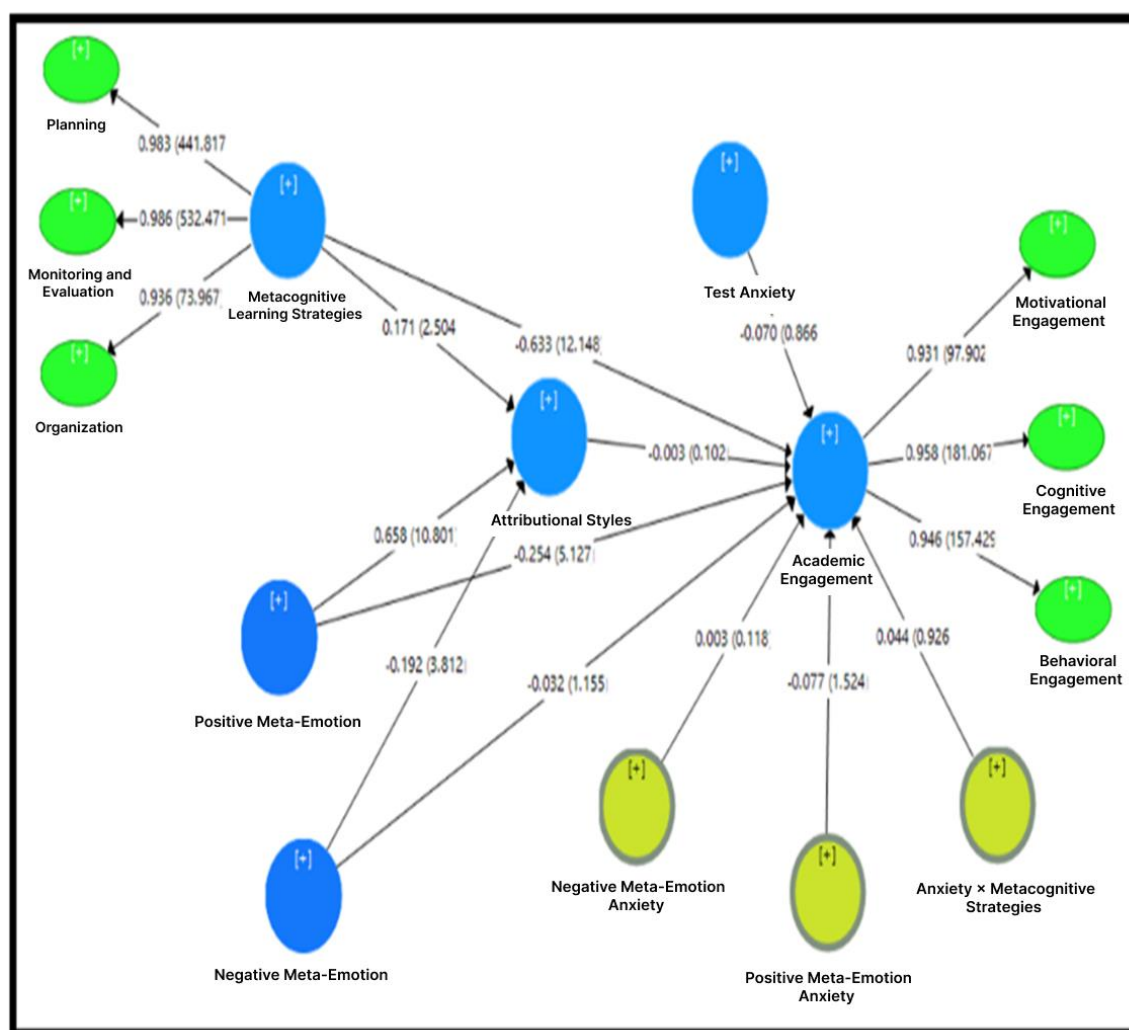 [+]
Planning
0.983 (441.817
[+]
Monitoring and
Evaluation
0.986 (532.471
[+]
Organization
0.936 (73.967)
[+]
Metacognitive
Learning Strategies
0.171 (2.504
-0.633 (12.148)
[+]
Test Anxiety
-0.070 (0.866
[+]
Attributional Styles
-0.003 (0.102)
[+]
Academic
Engagement
[+]
Motivational
Engagement
0.931 (97.902
[+]
Cognitive
Engagement
0.958 (181.067
[+]
Behavioral
Engagement
0.946 (157.429
[+]
Positive Meta-Emotion
0.658 (10.801)
-0.254 (5.127)
[+]
Negative Meta-Emotion
-0.192 (3.812)
-0.032 (1.155)
[+]
Negative Meta-Emotion
Anxiety
0.003 (0.118)
[+]
Positive Meta-Emotion
Anxiety
-0.077 (1.524)
[+]
Anxiety × Metacognitive
Strategies
0.044 (0.926